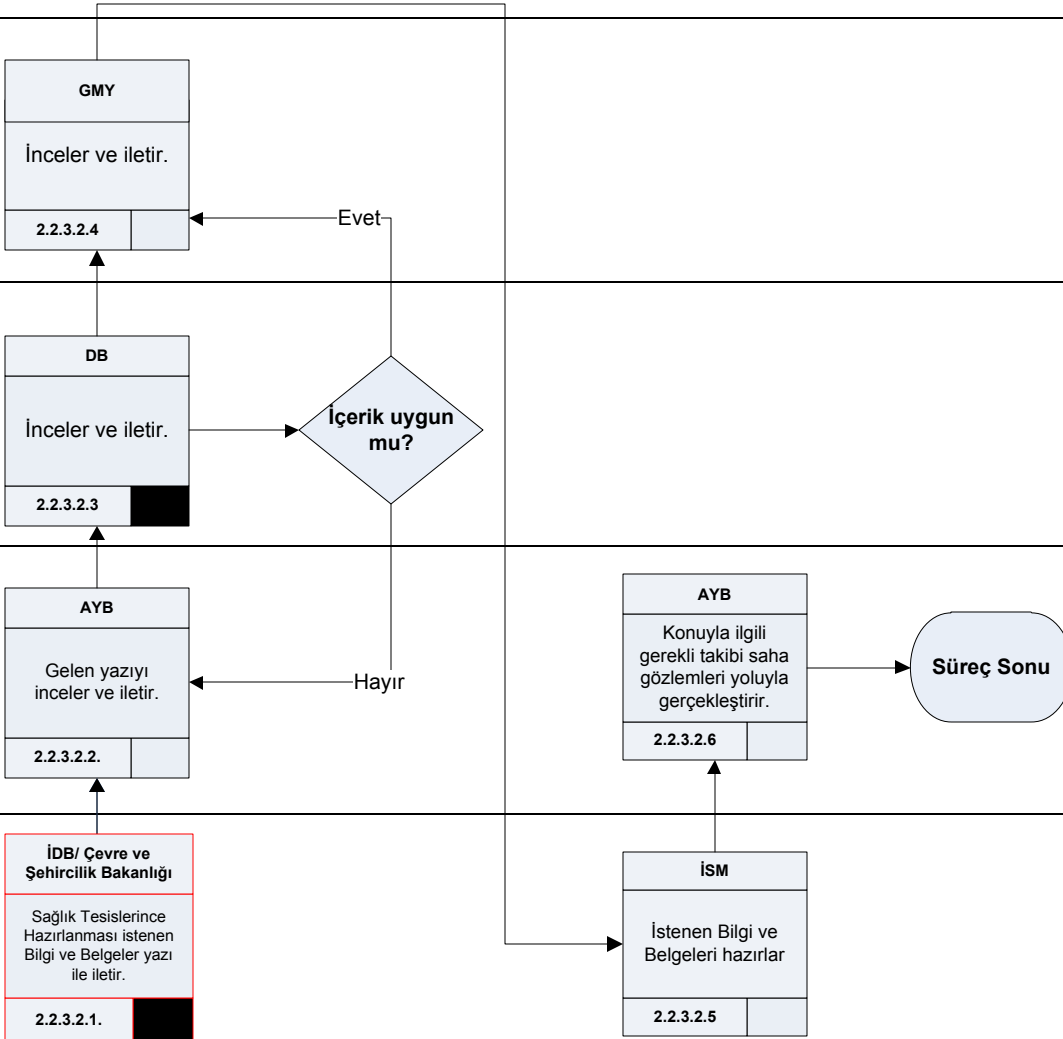 GMY
İnceler ve iletir.
2.2.3.2.4
Evet
DB
İnceler ve iletir.
2.2.3.2.3
İçerik uygun
mu?
AYB
Gelen yazıyı
inceler ve iletir.
2.2.3.2.2.
Hayır
AYB
Konuyla ilgili
gerekli takibi saha
gözlemleri yoluyla
gerçekleştirir.
2.2.3.2.6
Süreç Sonu
İDB/ Çevre ve
Şehircilik Bakanlığı
Sağlık Tesislerince
Hazırlanması istenen
Bilgi ve Belgeler yazı
ile iletir.
2.2.3.2.1.
İSM
İstenen Bilgi ve
Belgeleri hazırlar
2.2.3.2.5